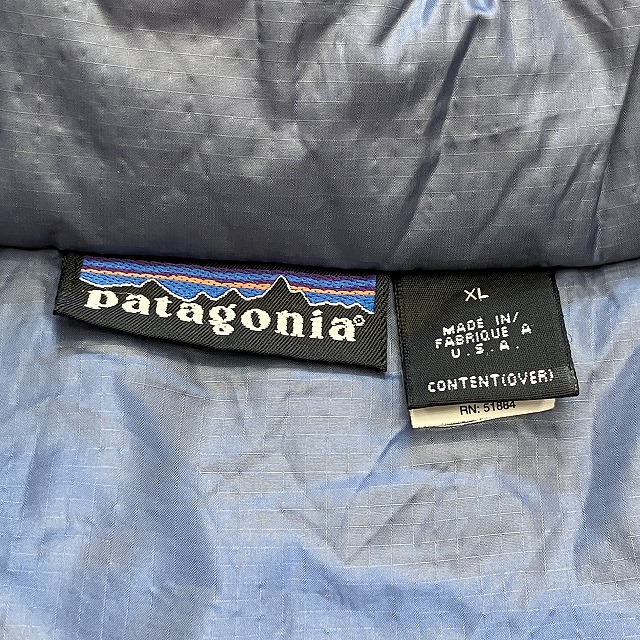 patagonia®
XL
MADE IN/
FABRIQUE A
U.S.A.
CONTENT(OVER)
RN: 51884